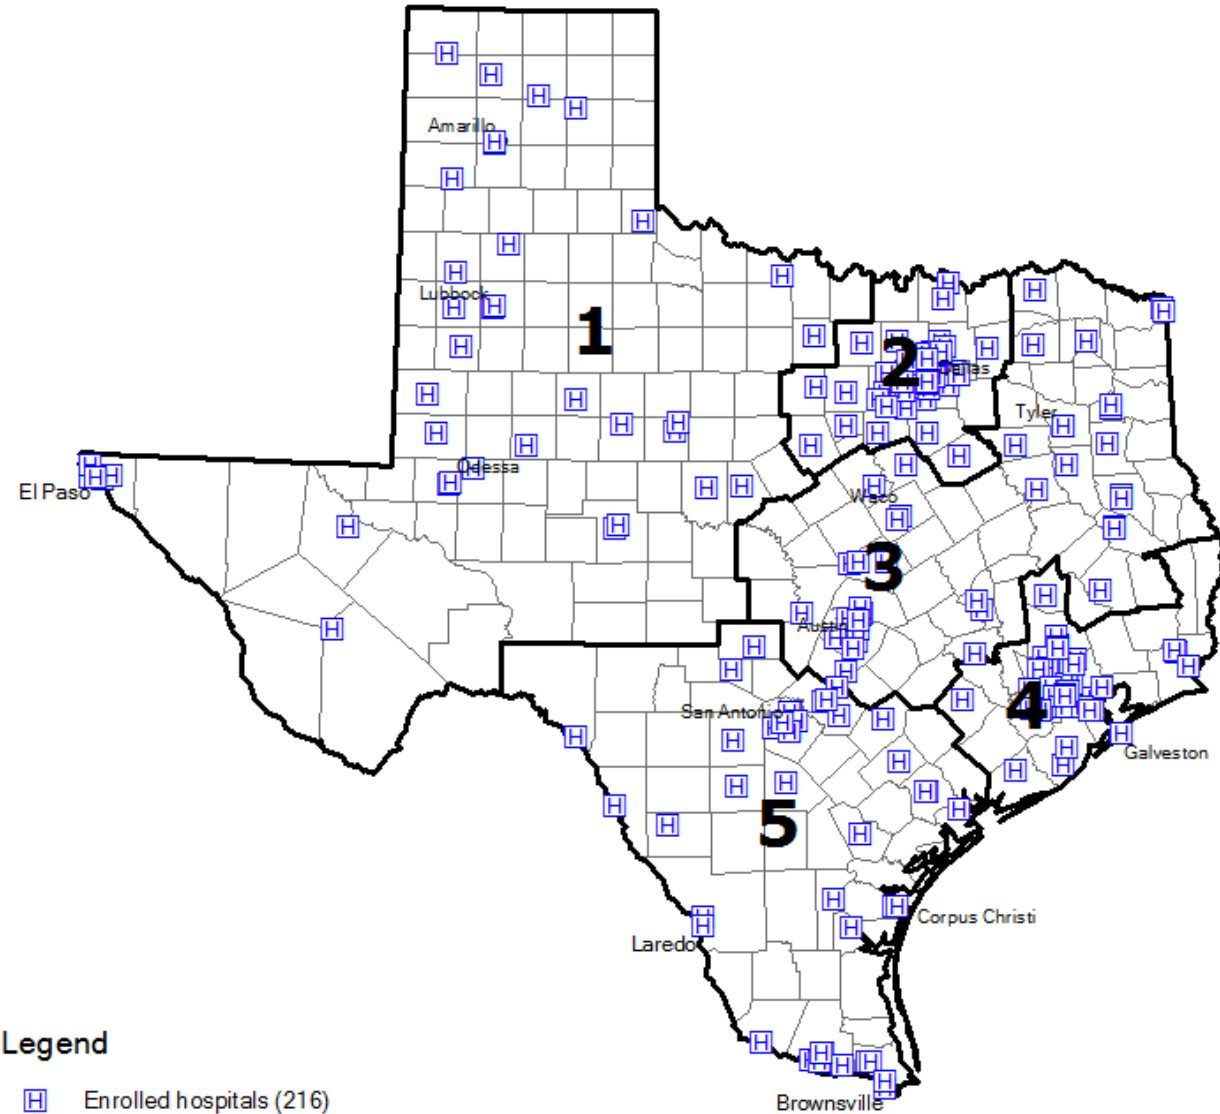 Amarillo
Lubbock
1
2
Dallas
Tyler
Odessa
El Paso
Waco
3
Austin
San Antonio
4
Galveston
5
Corpus Christi
Laredo
Legend
H Enrolled hospitals (216)
Brownsville